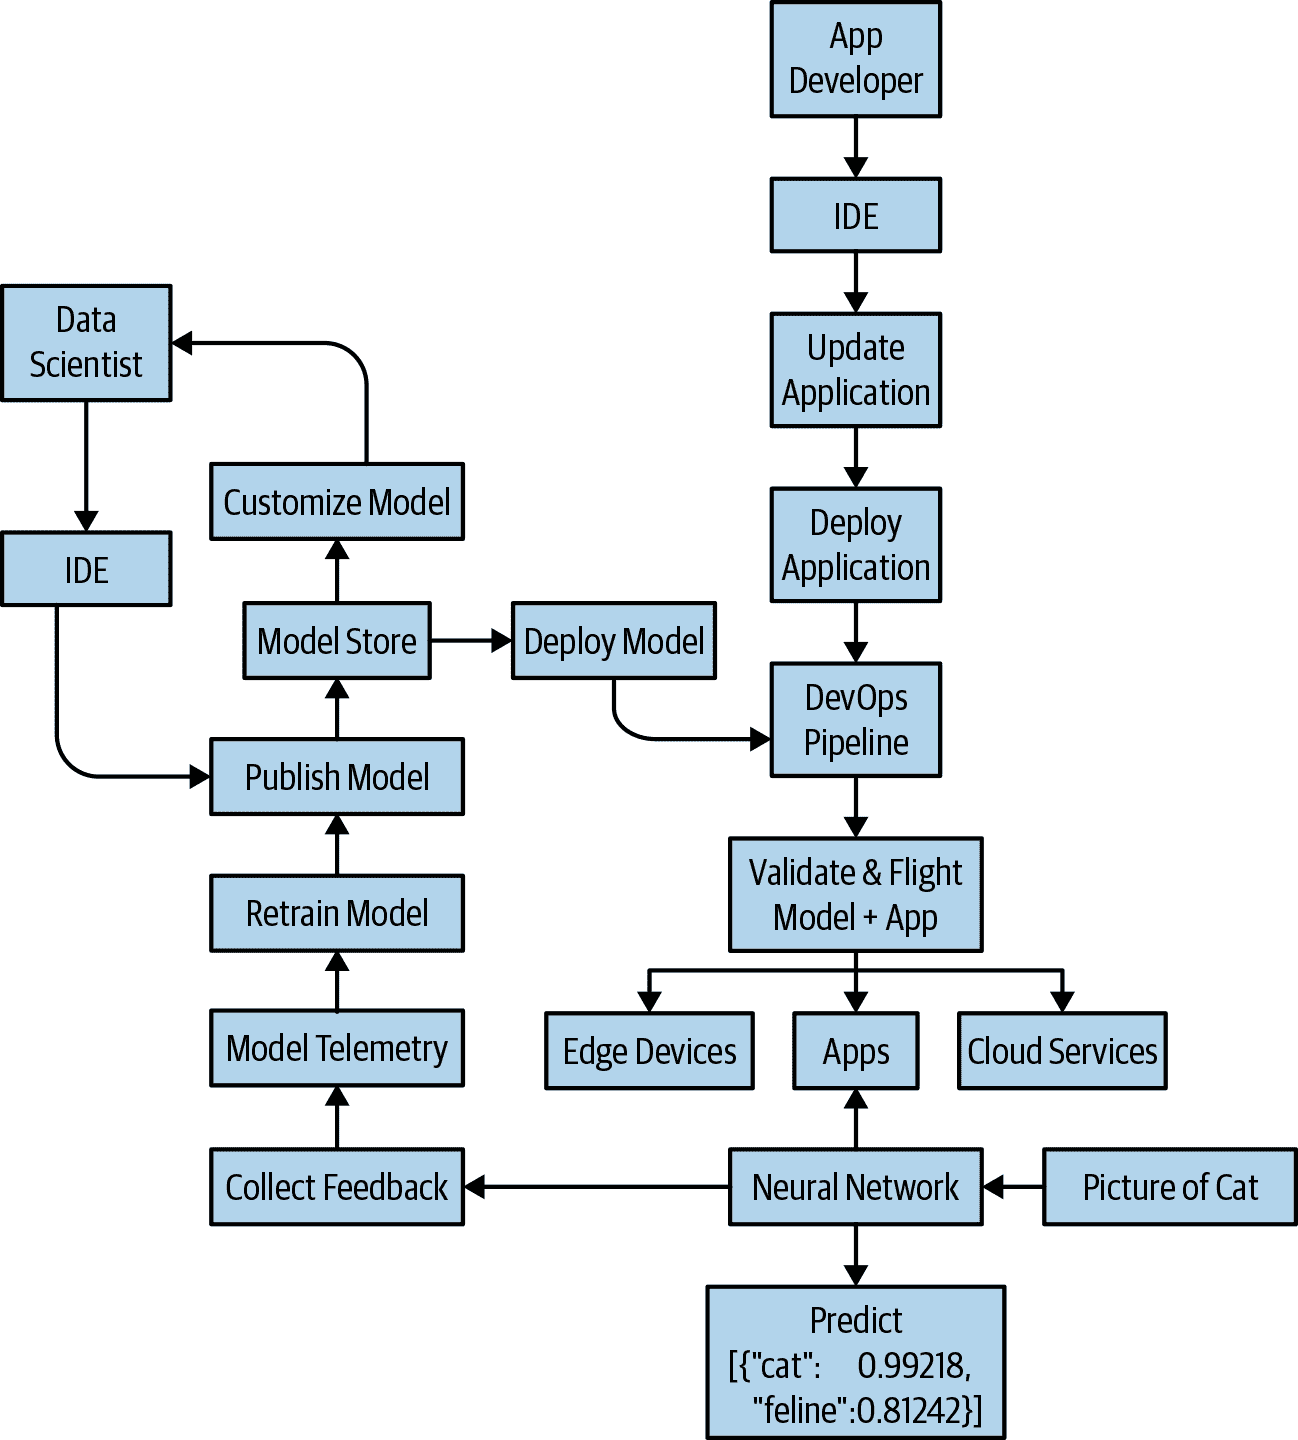 App
Developer
IDE
Update
Application
Deploy
Application
DevOps
Pipeline
Data
Scientist
IDE
Customize Model
Model Store
Deploy Model
Publish Model
Retrain Model
Model Telemetry
Collect Feedback
Validate & Flight
Model + App
Edge Devices
Apps
Cloud Services
Neural Network
Picture of Cat
Predict
[{"cat": 0.99218,
"feline":0.81242}]